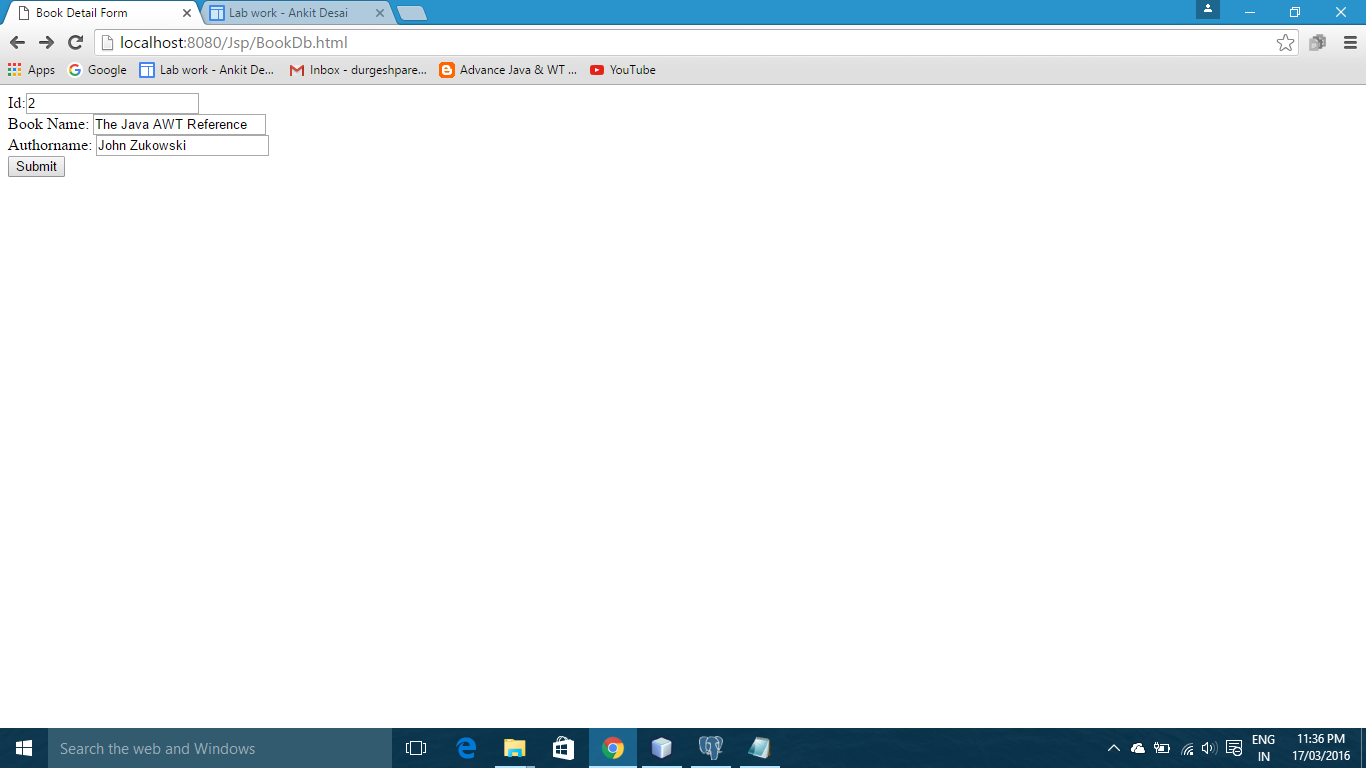 Book Detail Form
Lab work - Ankit Desai
localhost:8080/Jsp/BookDb.html
Apps Google Lab work - Ankit De... Inbox - durgeshpare... Advance Java & WT ... YouTube
Id: 2
Book Name: The Java AWT Reference
Authorname: John Zukowski
Submit
Search the web and Windows
ENG
IN
11:36 PM
17/03/2016